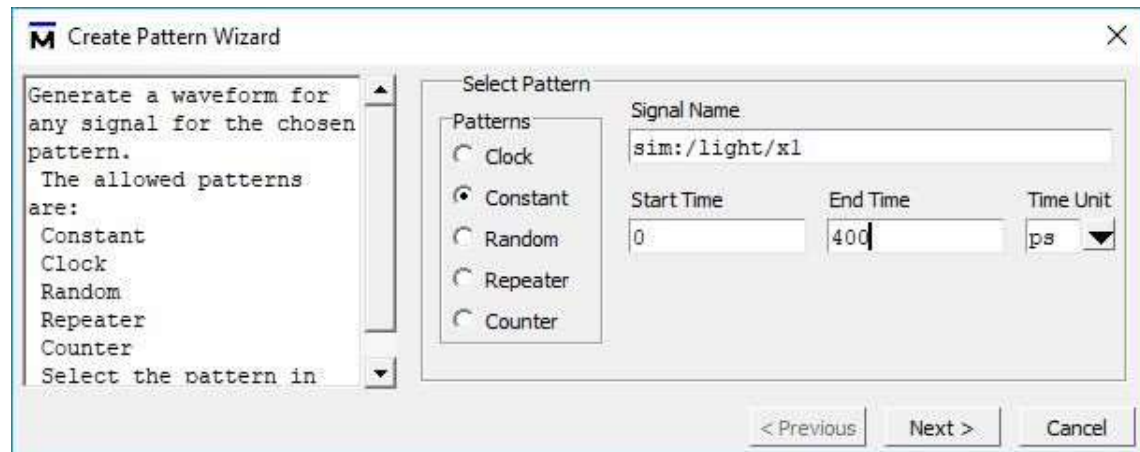 M Create Pattern Wizard
Generate a waveform for
any signal for the chosen
pattern.
The allowed patterns
are:
Constant
Clock
Random
Repeater
Counter
Select the pattern in
Select Pattern
Patterns
Clock
Constant
Random
Repeater
Counter
Signal Name
sim:/light/x1
Start Time End Time Time Unit
0 400 ps
< Previous Next > Cancel